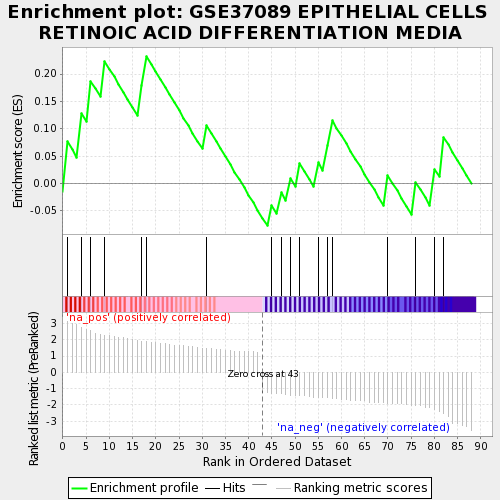 Enrichment plot: GSE37089 EPITHELIAL CELLS
RETINOIC ACID DIFFERENTIATION MEDIA
Enrichment score (ES)
0.20
0.15
0.10
0.05
0.00
-0.05
Ranked list metric (PreRanked)
3
2
1
0
-1
-2
-3
'na_pos' (positively correlated)
Zero cross at 43
'na_neg' (negatively correlated)
0 5 10 15 20 25 30 35 40 45 50 55 60 65 70 75 80 85 90
Rank in Ordered Dataset
Enrichment profile Hits Ranking metric scores